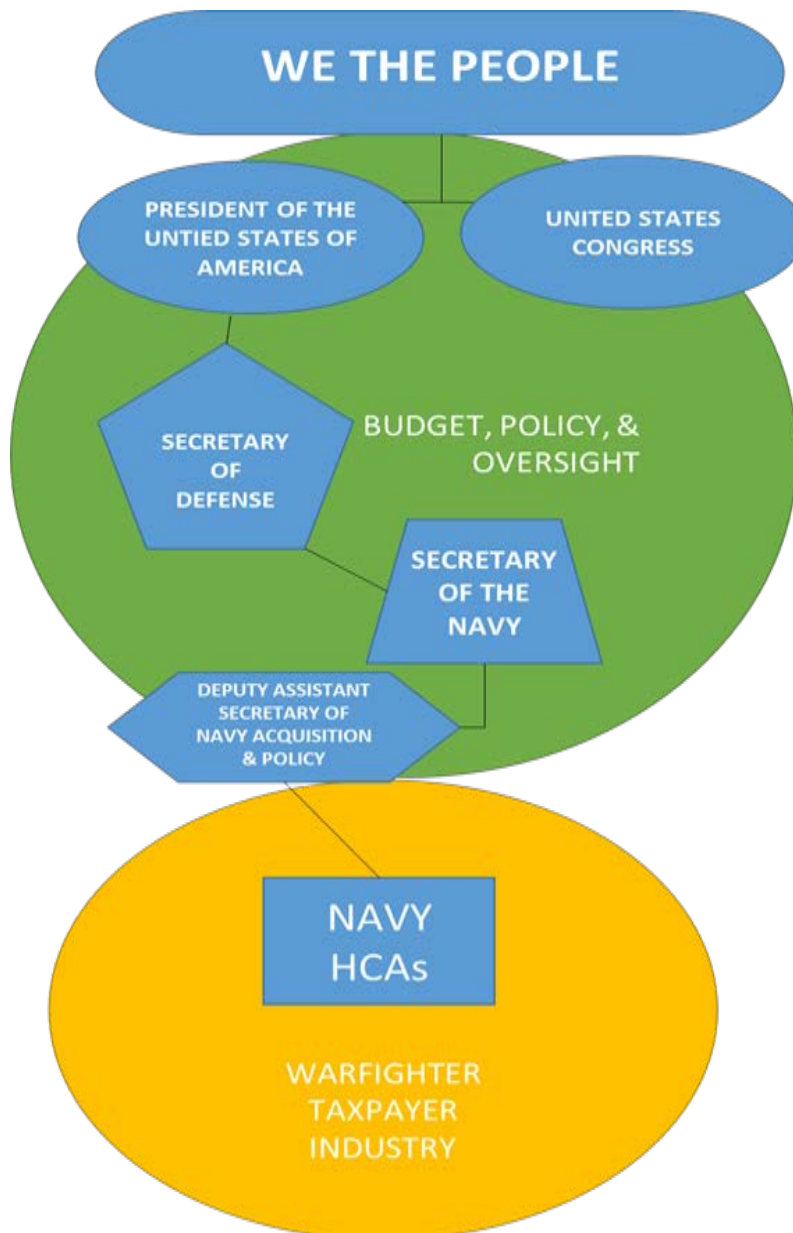 WE THE PEOPLE
PRESIDENT OF THE
UNTIED STATES OF
AMERICA
UNITED STATES
CONGRESS
SECRETARY
OF
DEFENSE
BUDGET, POLICY, &
OVERSIGHT
SECRETARY
OF THE
NAVY
DEPUTY ASSISTANT
SECRETARY OF
NAVY ACQUISITION
& POLICY
NAVY
HCAs
WARFIGHTER
TAXPAYER
INDUSTRY